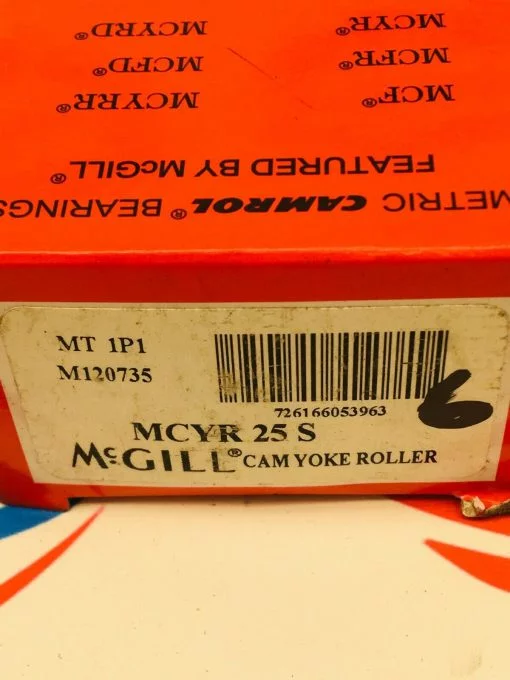 METRIC CAMROL® BEARINGS
FEATURED BY McGILL®
MCF® MCYRR®
MCFR® MCFD®
MCYR® MCYRD®
MT 1P1
M120735
726166053963
6
MCYR 25 S
McGILL® CAM YOKE ROLLER